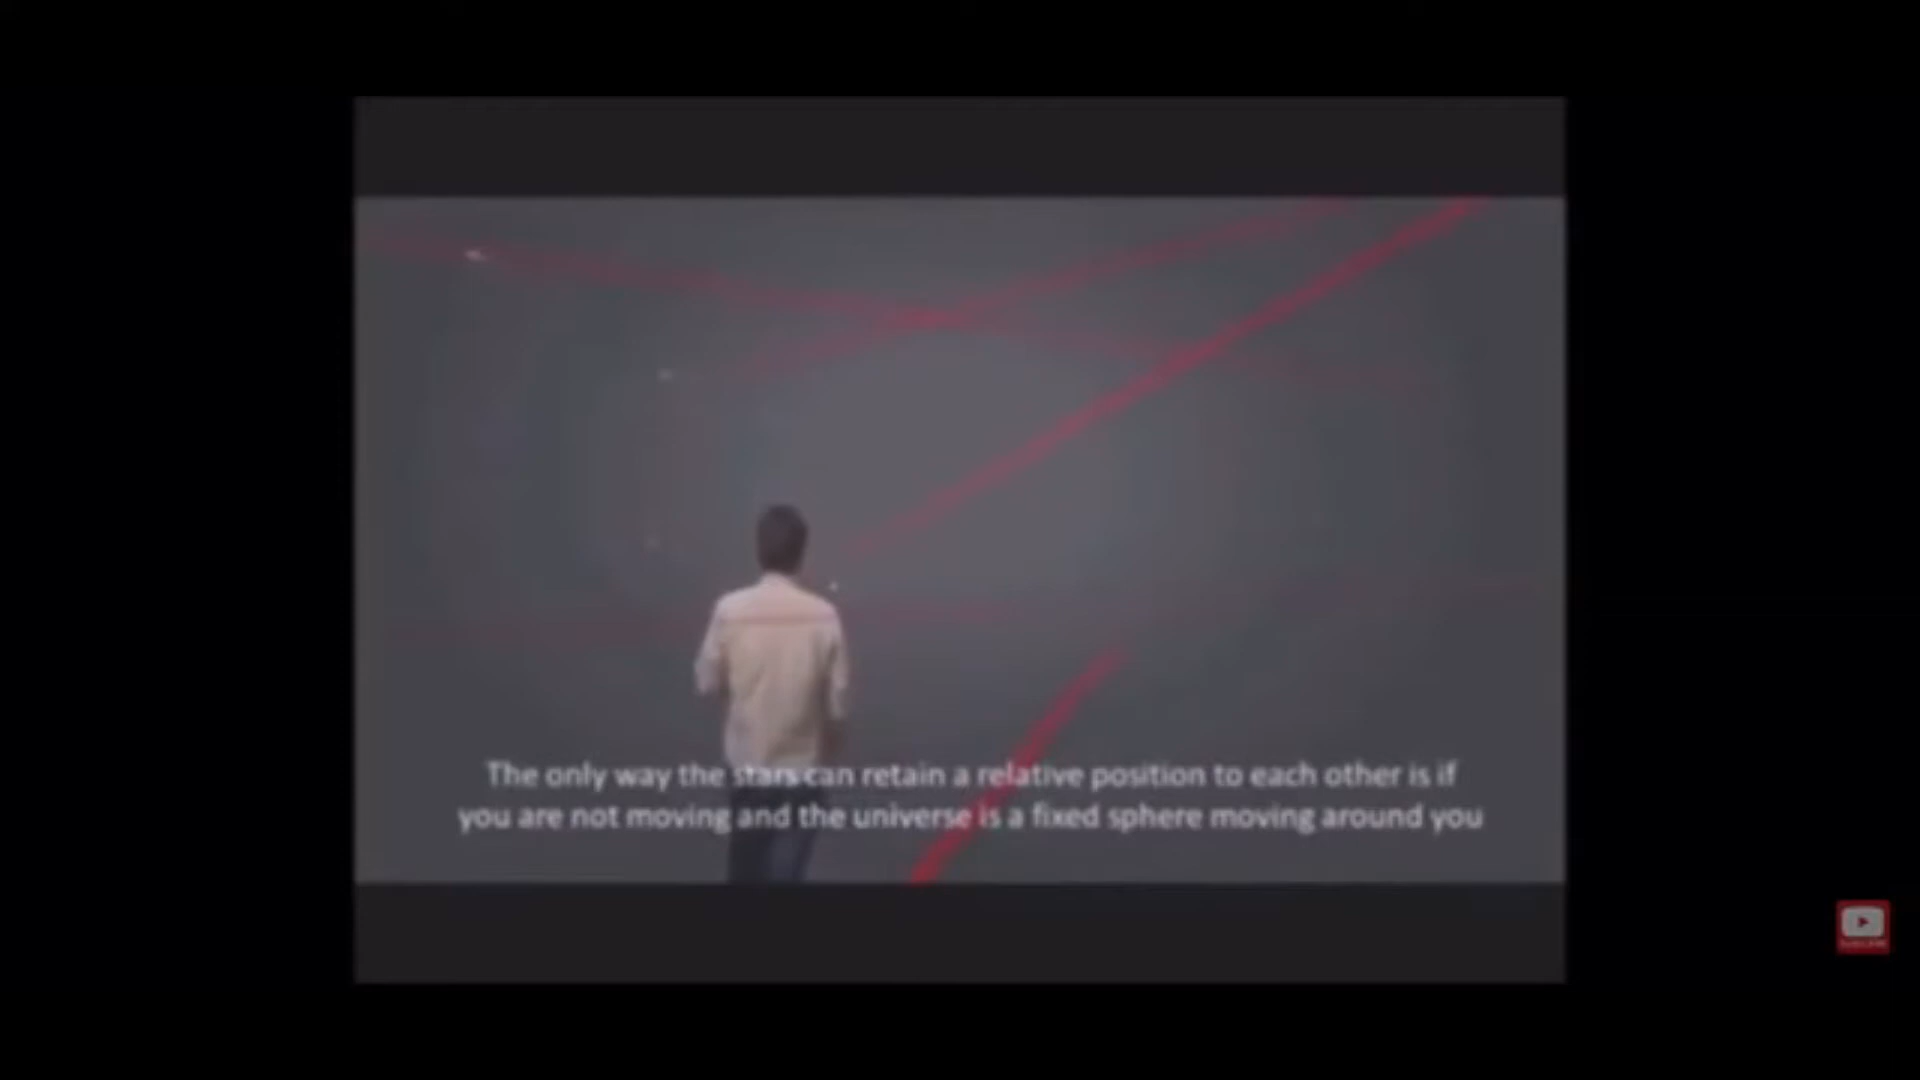 The only way the stars can retain a relative position to each other is if
you are not moving and the universe is a fixed sphere moving around you